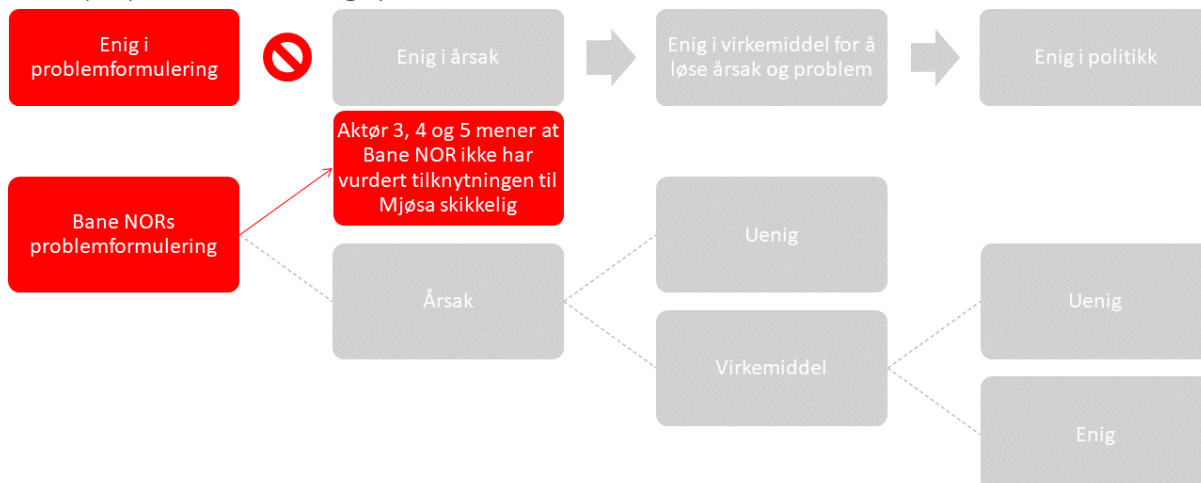 Enig i
problemformulering
Enig i årsak
Enig i virkemiddel for å
løse årsak og problem
Enig i politikk
Aktør 3, 4 og 5 mener at
Bane NOR ikke har
vurdert tilknytningen til
Mjøsa skikkelig
Bane NORs
problemformulering
Uenig
Årsak
Uenig
Virkemiddel
Enig